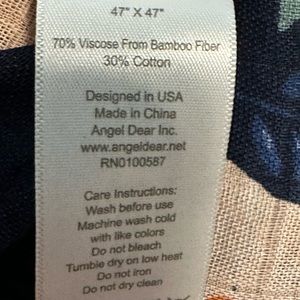 47" X 47"
70% Viscose From Bamboo Fiber
30% Cotton
Designed in USA
Made in China
Angel Dear Inc.
www.angeldear.net
RN0100587
Care Instructions:
Wash before use
Machine wash cold
with like colors
Do not bleach
Tumble dry on low heat
Do not iron
Do not dry clean